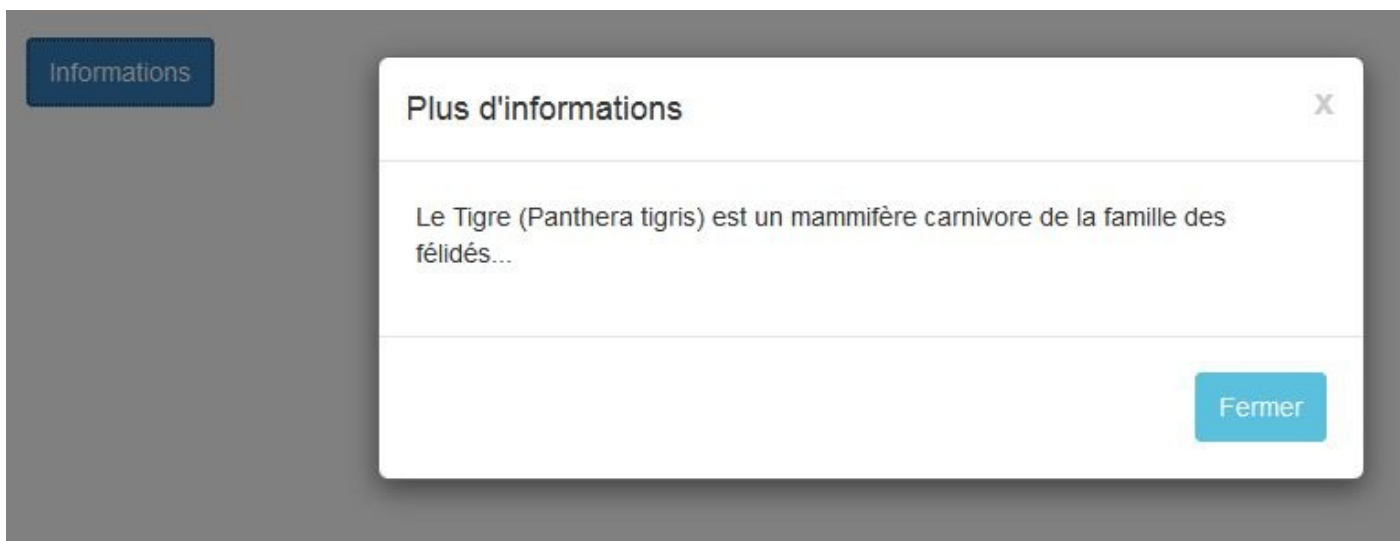 Informations
Plus d'informations
x
Le Tigre (Panthera tigris) est un mammifère carnivore de la famille des
félidés...
Fermer